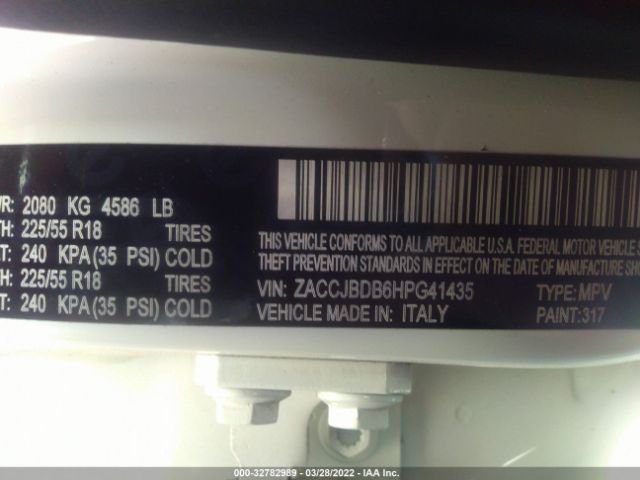 VR: 2080 KG 4586 LB
TH: 225/55 R18 TIRES
T: 240 KPA(35 PSI) COLD
TH: 225/55 R18 TIRES
T: 240 KPA(35 PSI) COLD
THIS VEHICLE CONFORMS TO ALL APPLICABLE U.S.A. FEDERAL MOTOR VEHICLE S
THEFT PREVENTION STANDARDS IN EFFECT ON THE DATE OF MANUFACTURE
VIN: ZACCJBDB6HPG41435 TYPE: MPV
VEHICLE MADE IN: ITALY PAINT:317
000-32782989 - 03/28/2022 - IAA Inc.